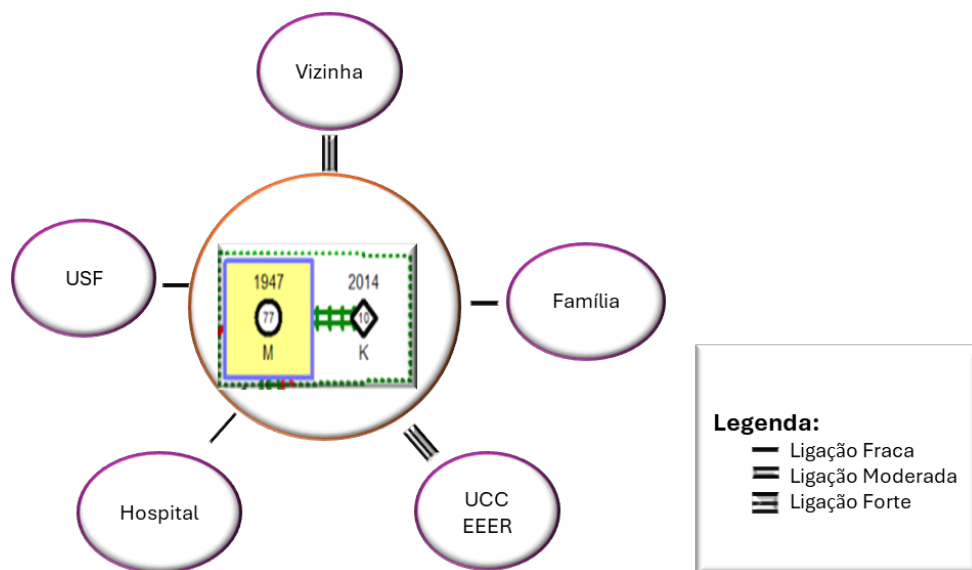 Vizinha
USF
1947
2014
77
10
M
K
Família
Hospital
UCC
EEER
Legenda:
Ligação Fraca
Ligação Moderada
Ligação Forte